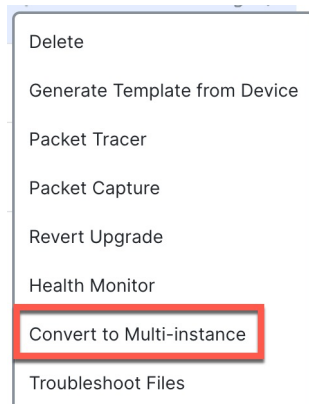 Delete
Generate Template from Device
Packet Tracer
Packet Capture
Revert Upgrade
Health Monitor
Convert to Multi-instance
Troubleshoot Files